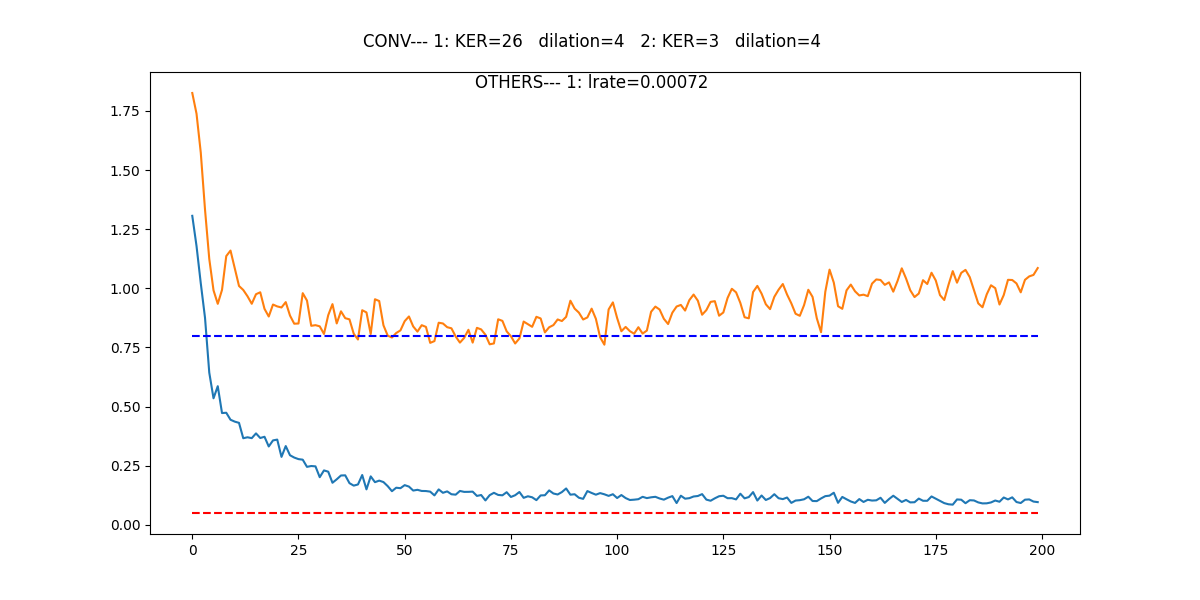 CONV--- 1: KER=26   dilation=4   2: KER=3   dilation=4
OTHERS--- 1: lrate=0.00072
1.75
1.50
1.25
1.00
0.75
0.50
0.25
0.00
0 25 50 75 100 125 150 175 200